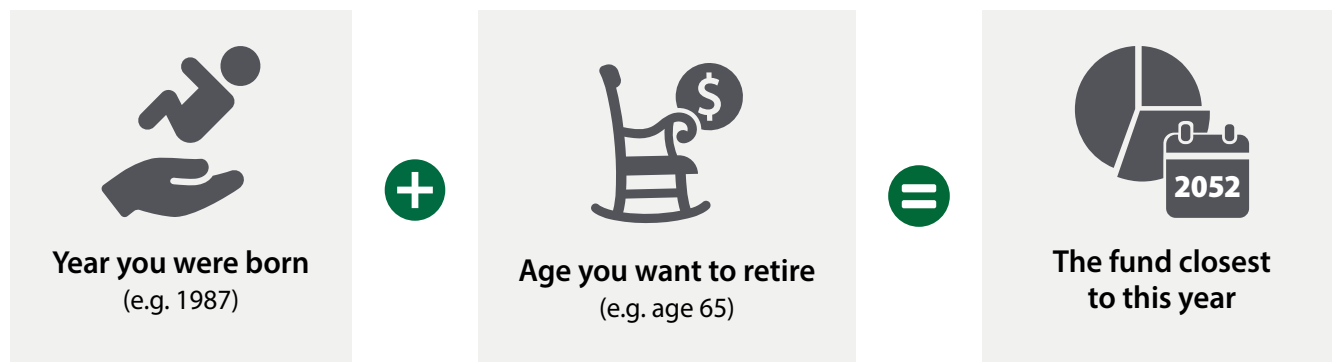 Year you were born
(e.g. 1987)
+
$
Age you want to retire
(e.g. age 65)
=
2052
The fund closest
to this year